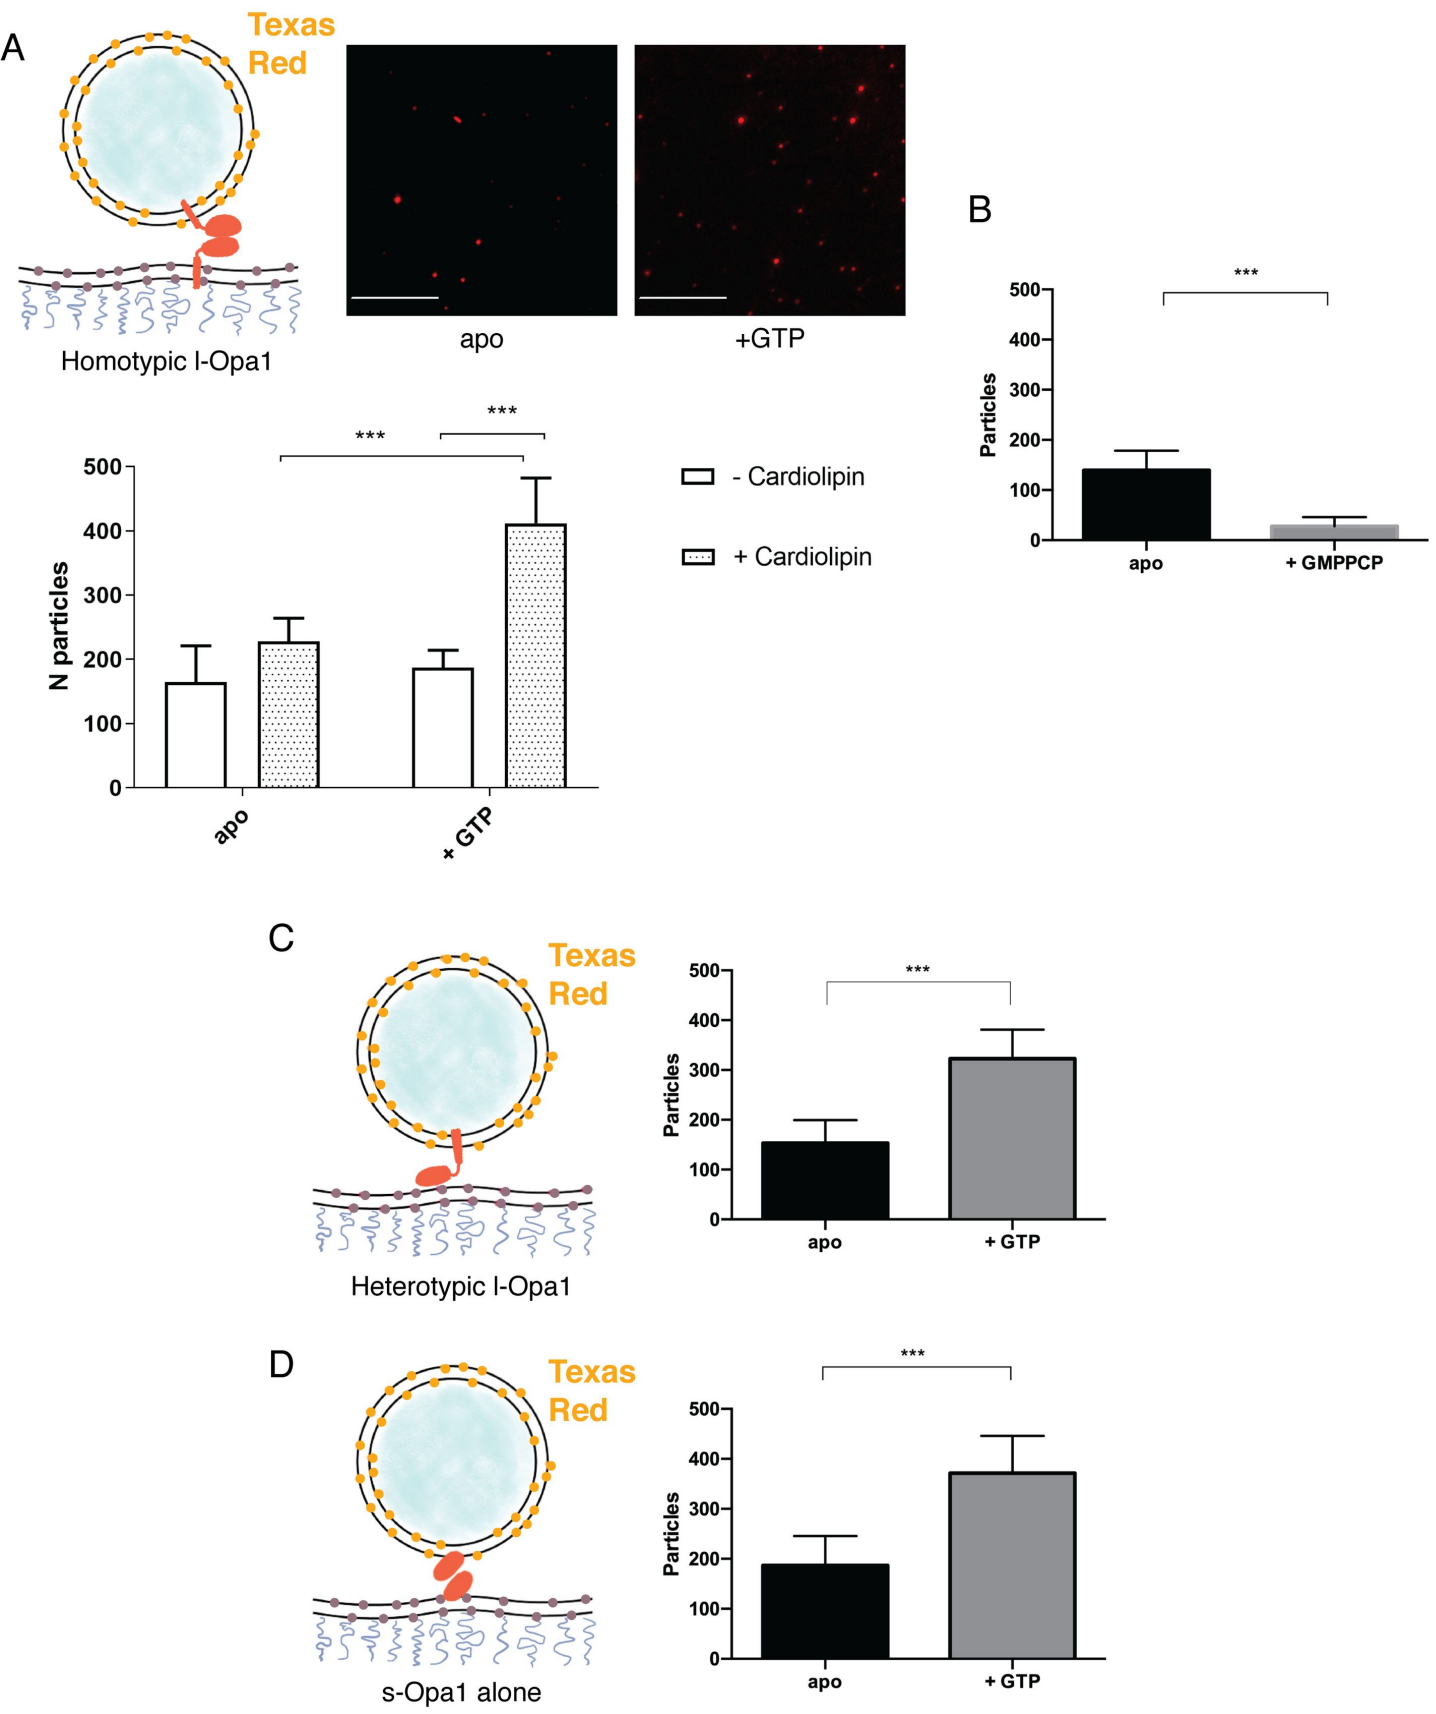 A
Texas
Red
apo
+GTP
Homotypic l-Opa1
***
***
500
400
300
200
100
0
N particles
apo
+ GTP
- Cardiolipin
+ Cardiolipin
B
***
500
400
300
200
100
0
Particles
apo
+ GMPPCP
C
Texas
Red
Heterotypic l-Opa1
***
500
400
300
200
100
0
Particles
apo
+ GTP
D
Texas
Red
s-Opa1 alone
***
500
400
300
200
100
0
Particles
apo
+ GTP